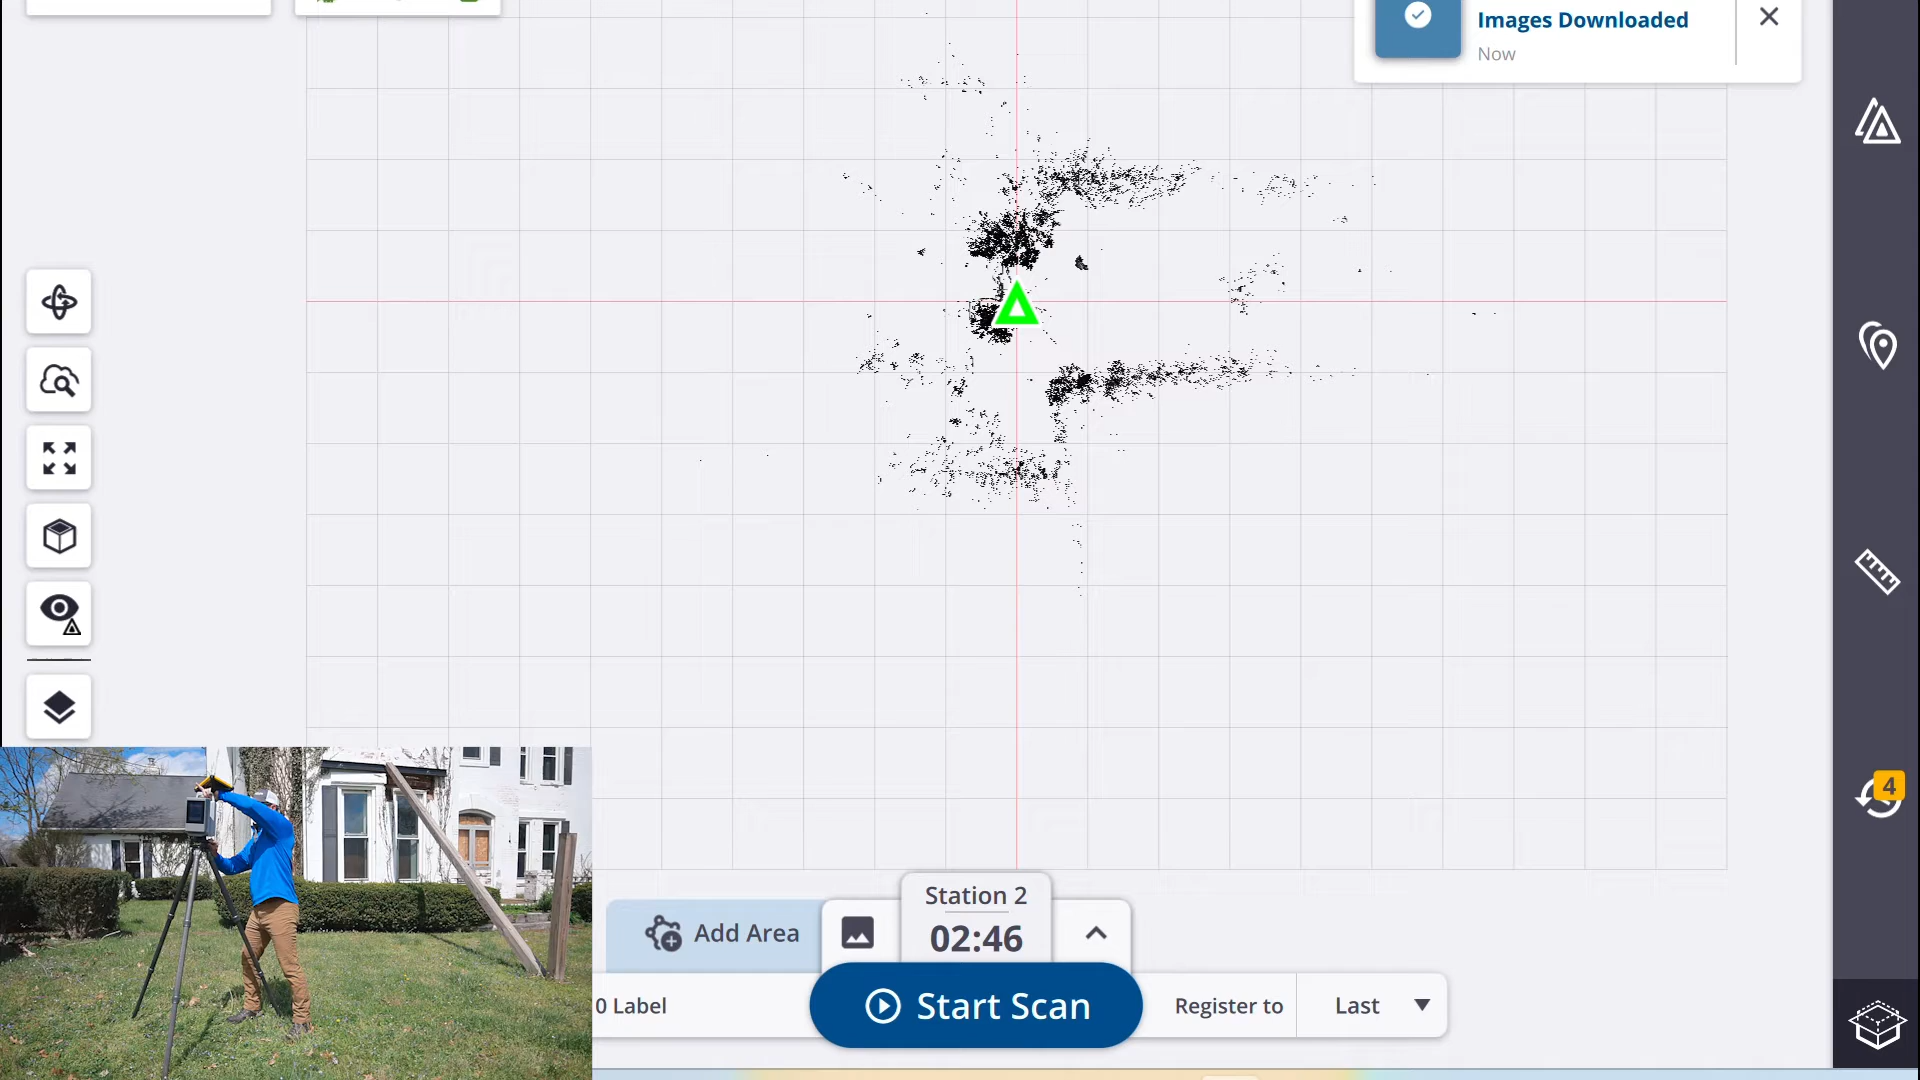 Images Downloaded
Now
4
Station 2
02:46
Add Area
0 Label
Start Scan
Register to
Last